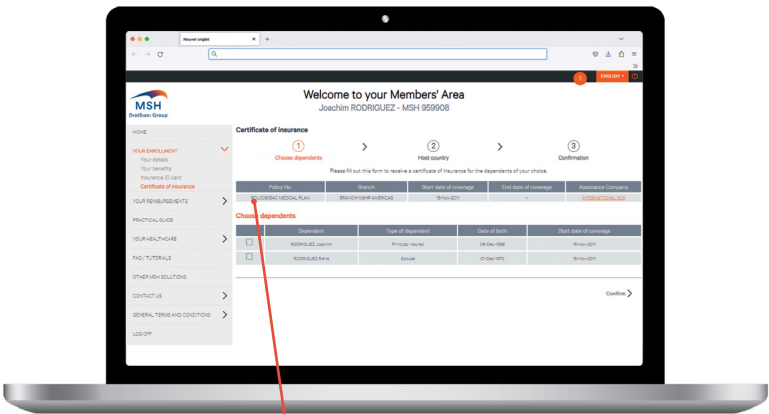 Nouvel onglet
2
ENGLISH
MSH
DIOT SIACI Group
Welcome to your Members' Area
Joachim RODRIGUEZ - MSH 959908
HOME
YOUR ENROLLMENT
Your details
Your benefits
Insurance ID card
Certificate of insurance
YOUR REIMBURSEMENTS
PRACTICAL GUIDE
YOUR HEALTHCARE
FAQ / TUTORIALS
OTHER MSH SOLUTIONS
CONTACT US
GENERAL TERMS AND CONDITIONS
LOG OFF
Certificate of insurance
1 2 3
Choose dependents Host country Confirmation
Please fill out this form to receive a certificate of insurance for the dependents of your choice
Policy No. Branch Start date of coverage End date of coverage Assistance Company
MEDICAL PLAN BRANCH MSH® AMERICAS 15-Nov-2011 - INTERNATIONAL SOS
Choose dependents
Dependent Type of dependent Date of birth Start date of coverage
RODRIGUEZ Joachim Principal insured 15-Nov-2011
RODRIGUEZ Elena Spouse 15-Nov-2011
Confirm